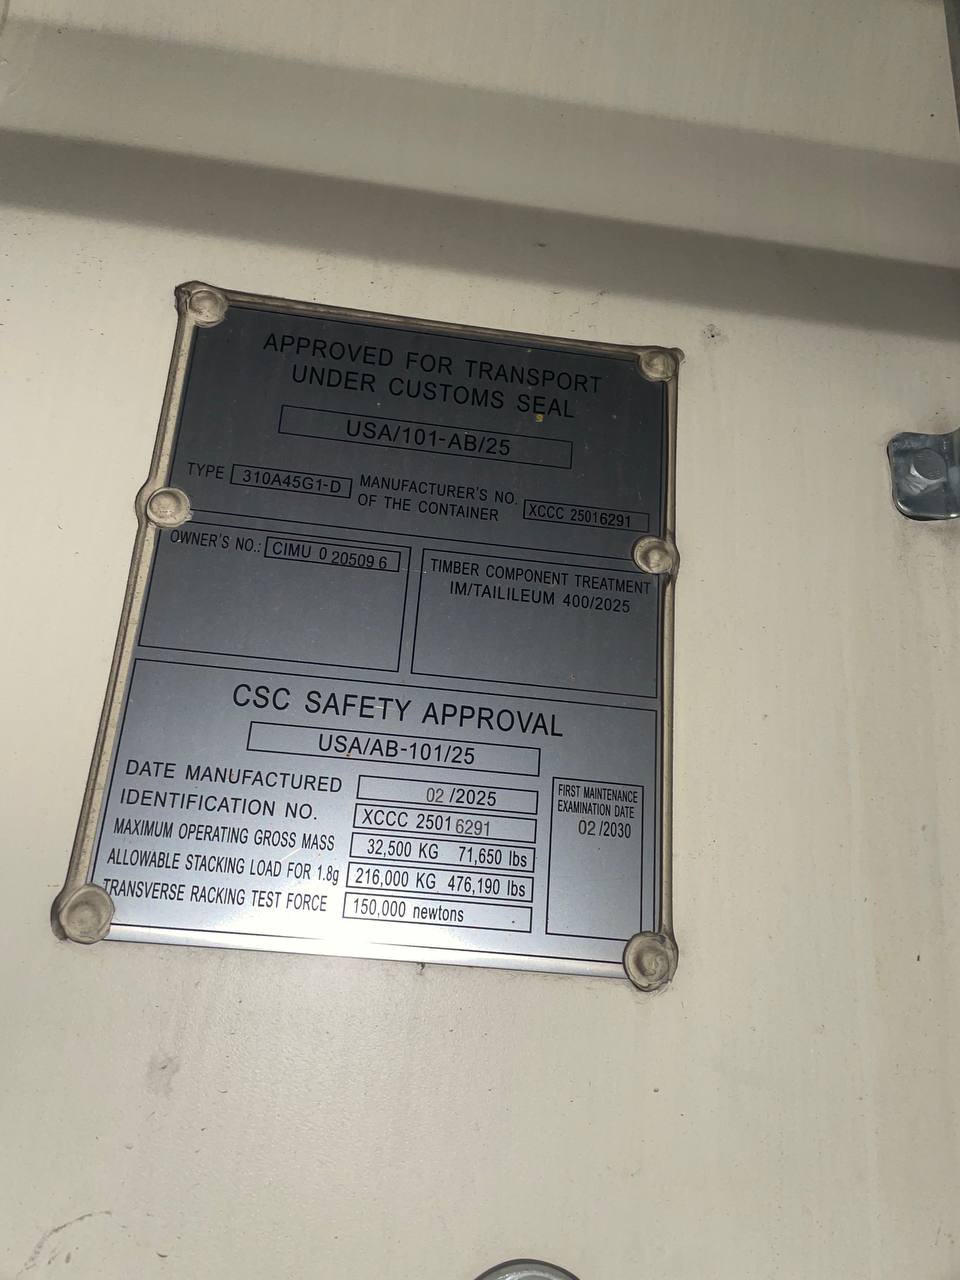 APPROVED FOR TRANSPORT
UNDER CUSTOMS SEAL
USA/101-AB/25
TYPE 310A45G1-D MANUFACTURER'S NO. OF THE CONTAINER XCCC 25016291
OWNER'S NO.: CIMU 0 20509 6
TIMBER COMPONENT TREATMENT
IM/TAILILEUM 400/2025
CSC SAFETY APPROVAL
USA/AB-101/25
DATE MANUFACTURED 02 /2025
IDENTIFICATION NO. XCCC 25016291
MAXIMUM OPERATING GROSS MASS 32,500 KG 71,650 lbs
ALLOWABLE STACKING LOAD FOR 1.8g 216,000 KG 476,190 lbs
TRANSVERSE RACKING TEST FORCE 150,000 newtons
FIRST MAINTENANCE
EXAMINATION DATE
02 /2030